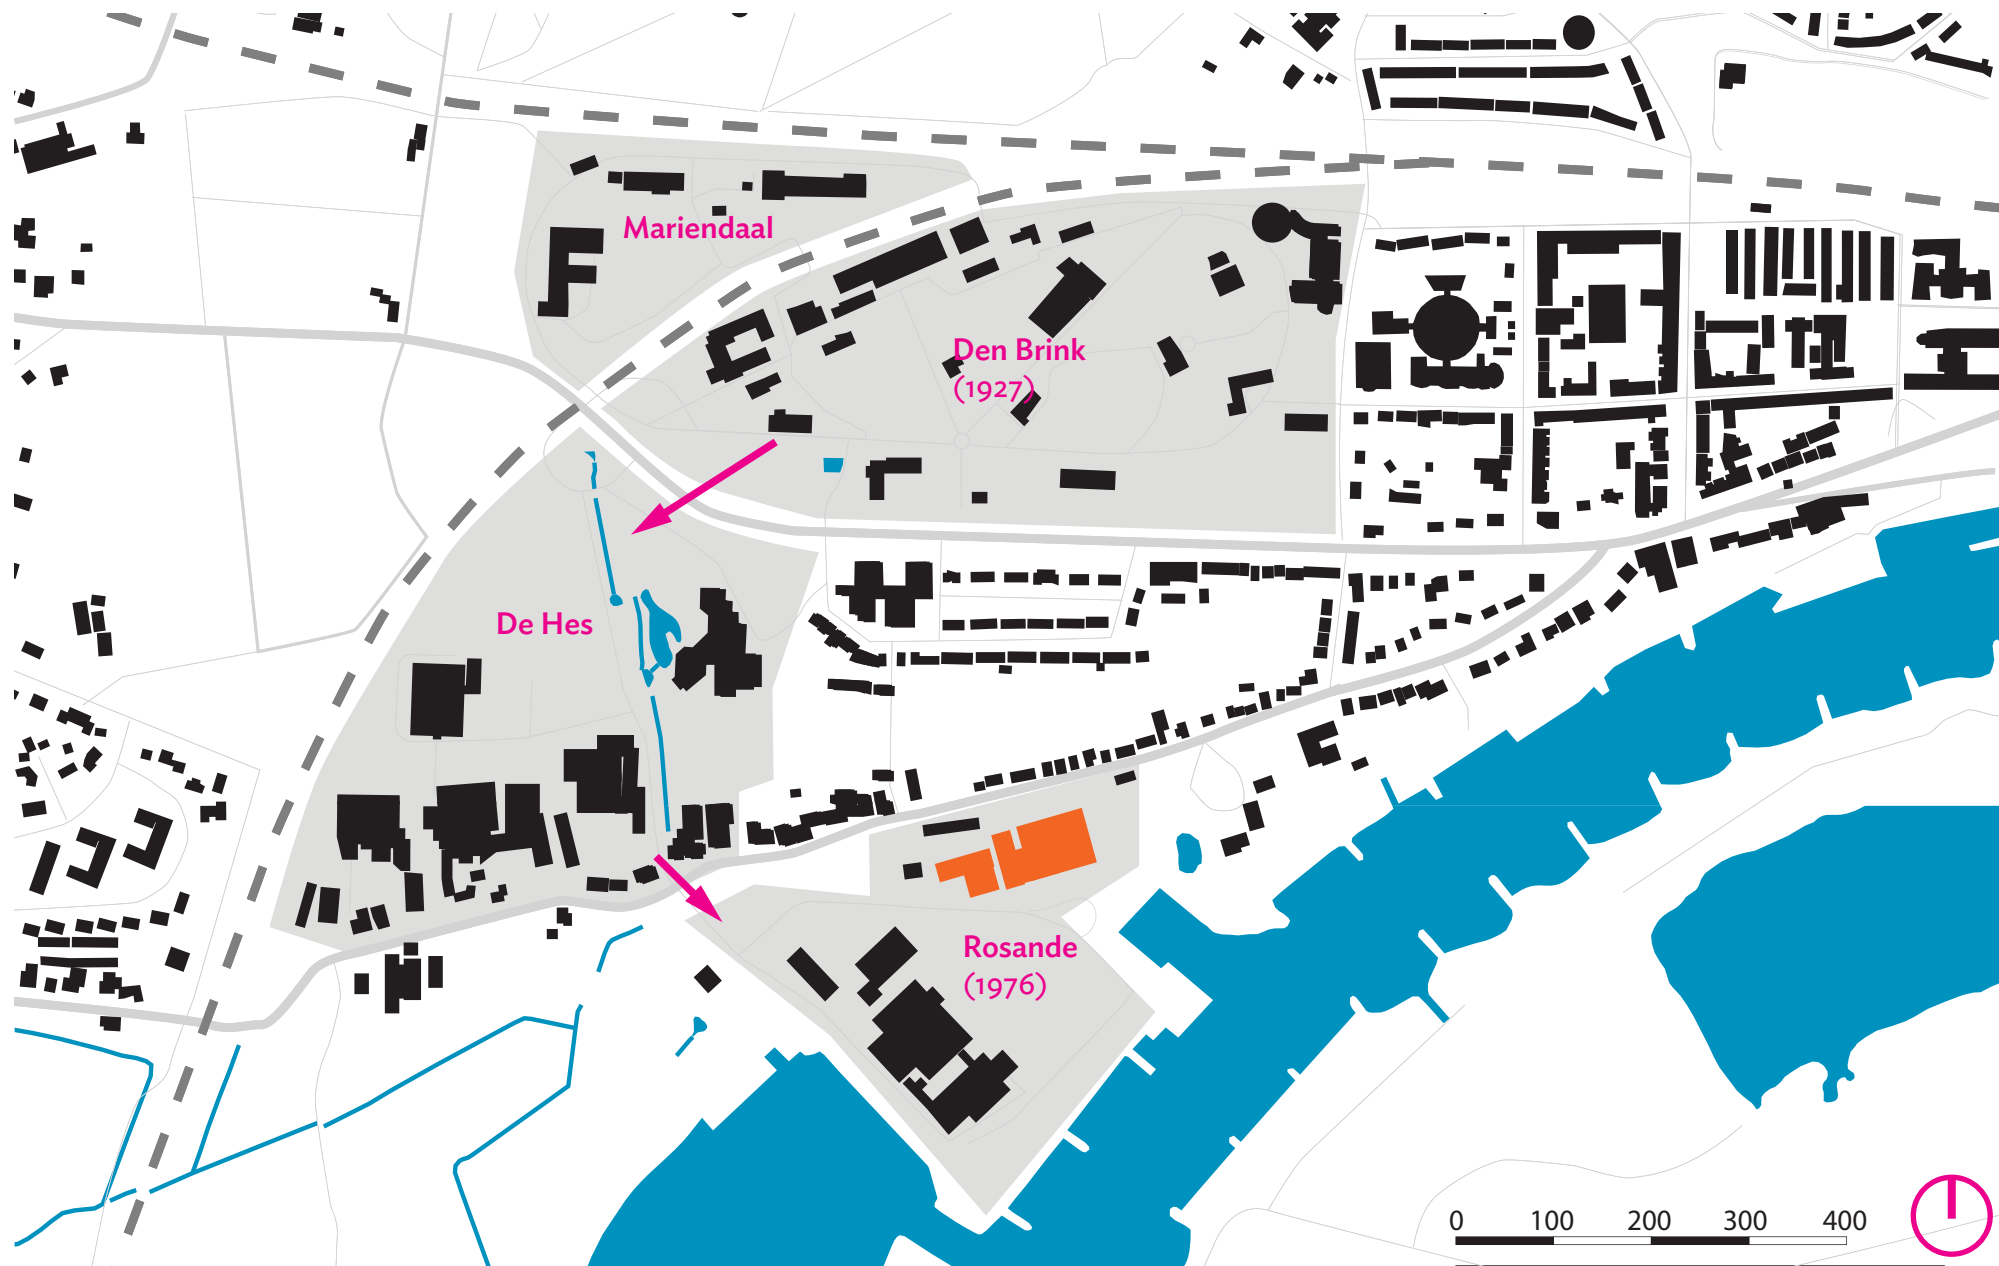 Mariendaal
Den Brink
(1927)
De Hes
Rosande
(1976)
0 100 200 300 400